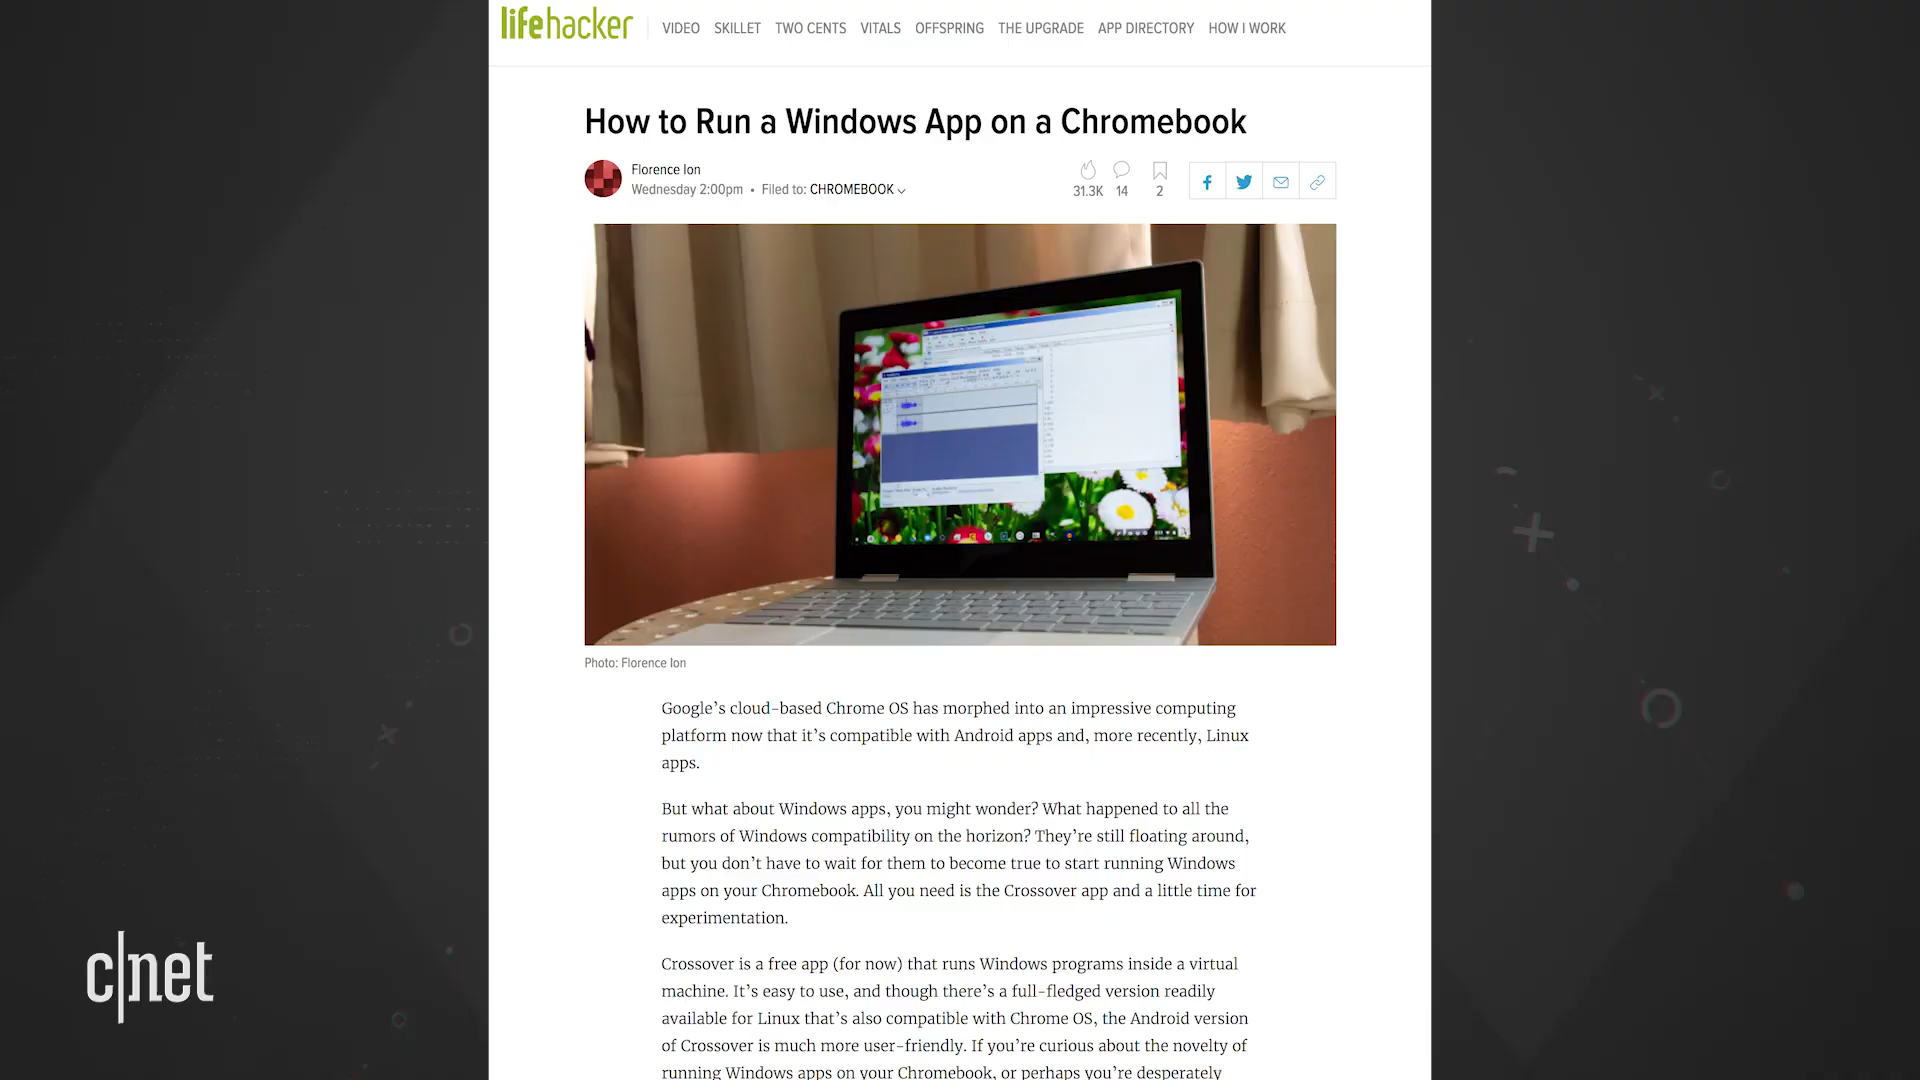 lifehacker
VIDEO SKILLET TWO CENTS VITALS OFFSPRING THE UPGRADE APP DIRECTORY HOW I WORK
How to Run a Windows App on a Chromebook
Florence Ion
Wednesday 2:00pm • Filed to: CHROMEBOOK
31.3K 14 2
Photo: Florence Ion
Google’s cloud-based Chrome OS has morphed into an impressive computing
platform now that it’s compatible with Android apps and, more recently, Linux
apps.
But what about Windows apps, you might wonder? What happened to all the
rumors of Windows compatibility on the horizon? They’re still floating around,
but you don’t have to wait for them to become true to start running Windows
apps on your Chromebook. All you need is the Crossover app and a little time for
experimentation.
Crossover is a free app (for now) that runs Windows programs inside a virtual
machine. It’s easy to use, and though there’s a full-fledged version readily
available for Linux that’s also compatible with Chrome OS, the Android version
of Crossover is much more user-friendly. If you’re curious about the novelty of
running Windows apps on your Chromebook, or perhaps you’re desperately
c|net